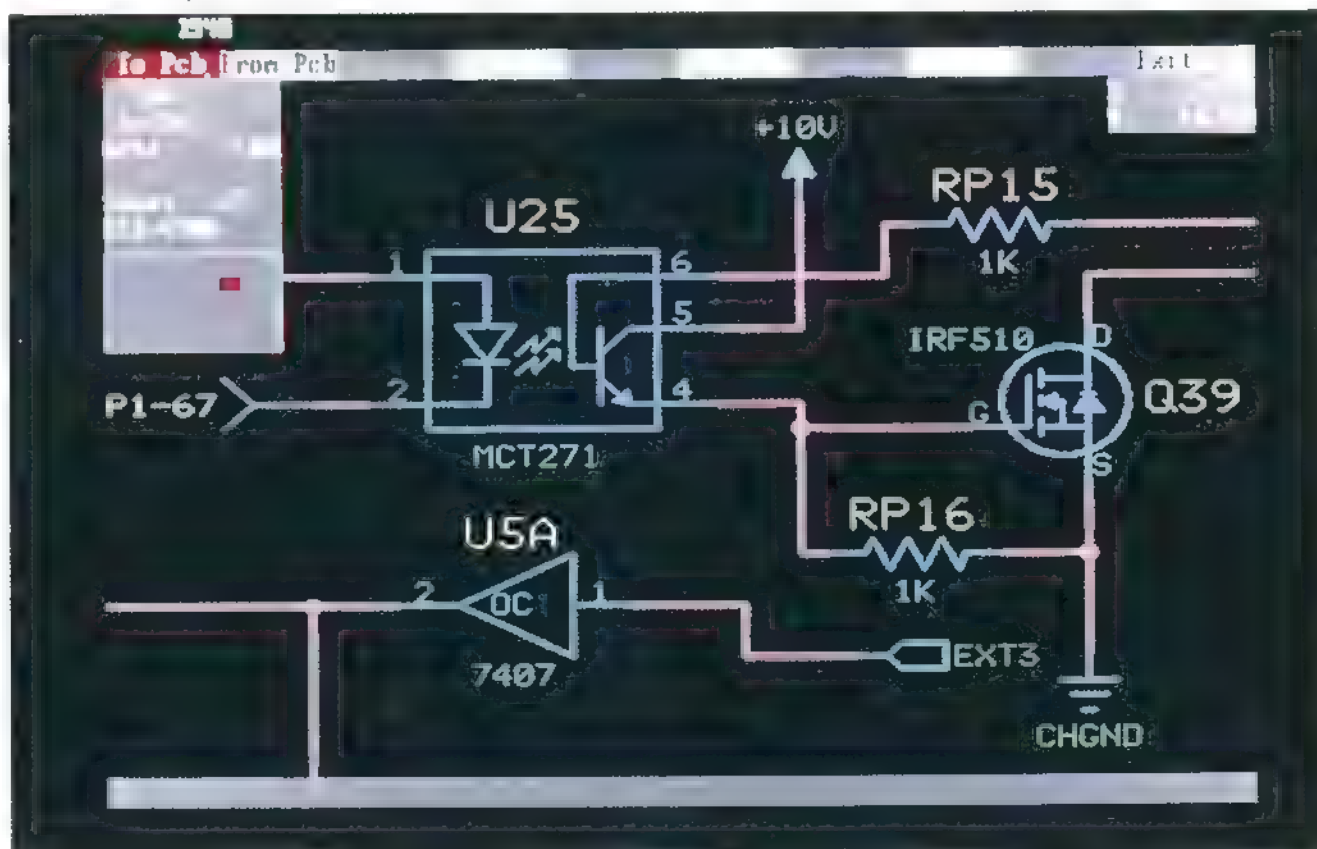 To Pcb From Pcb
+10V
RP15
1K
U25
1
6
5
2
4
MCT271
P1-67
IRF510
D
G
S
Q39
RP16
1K
U5A
2
OC
1
7407
EXT3
CHGND